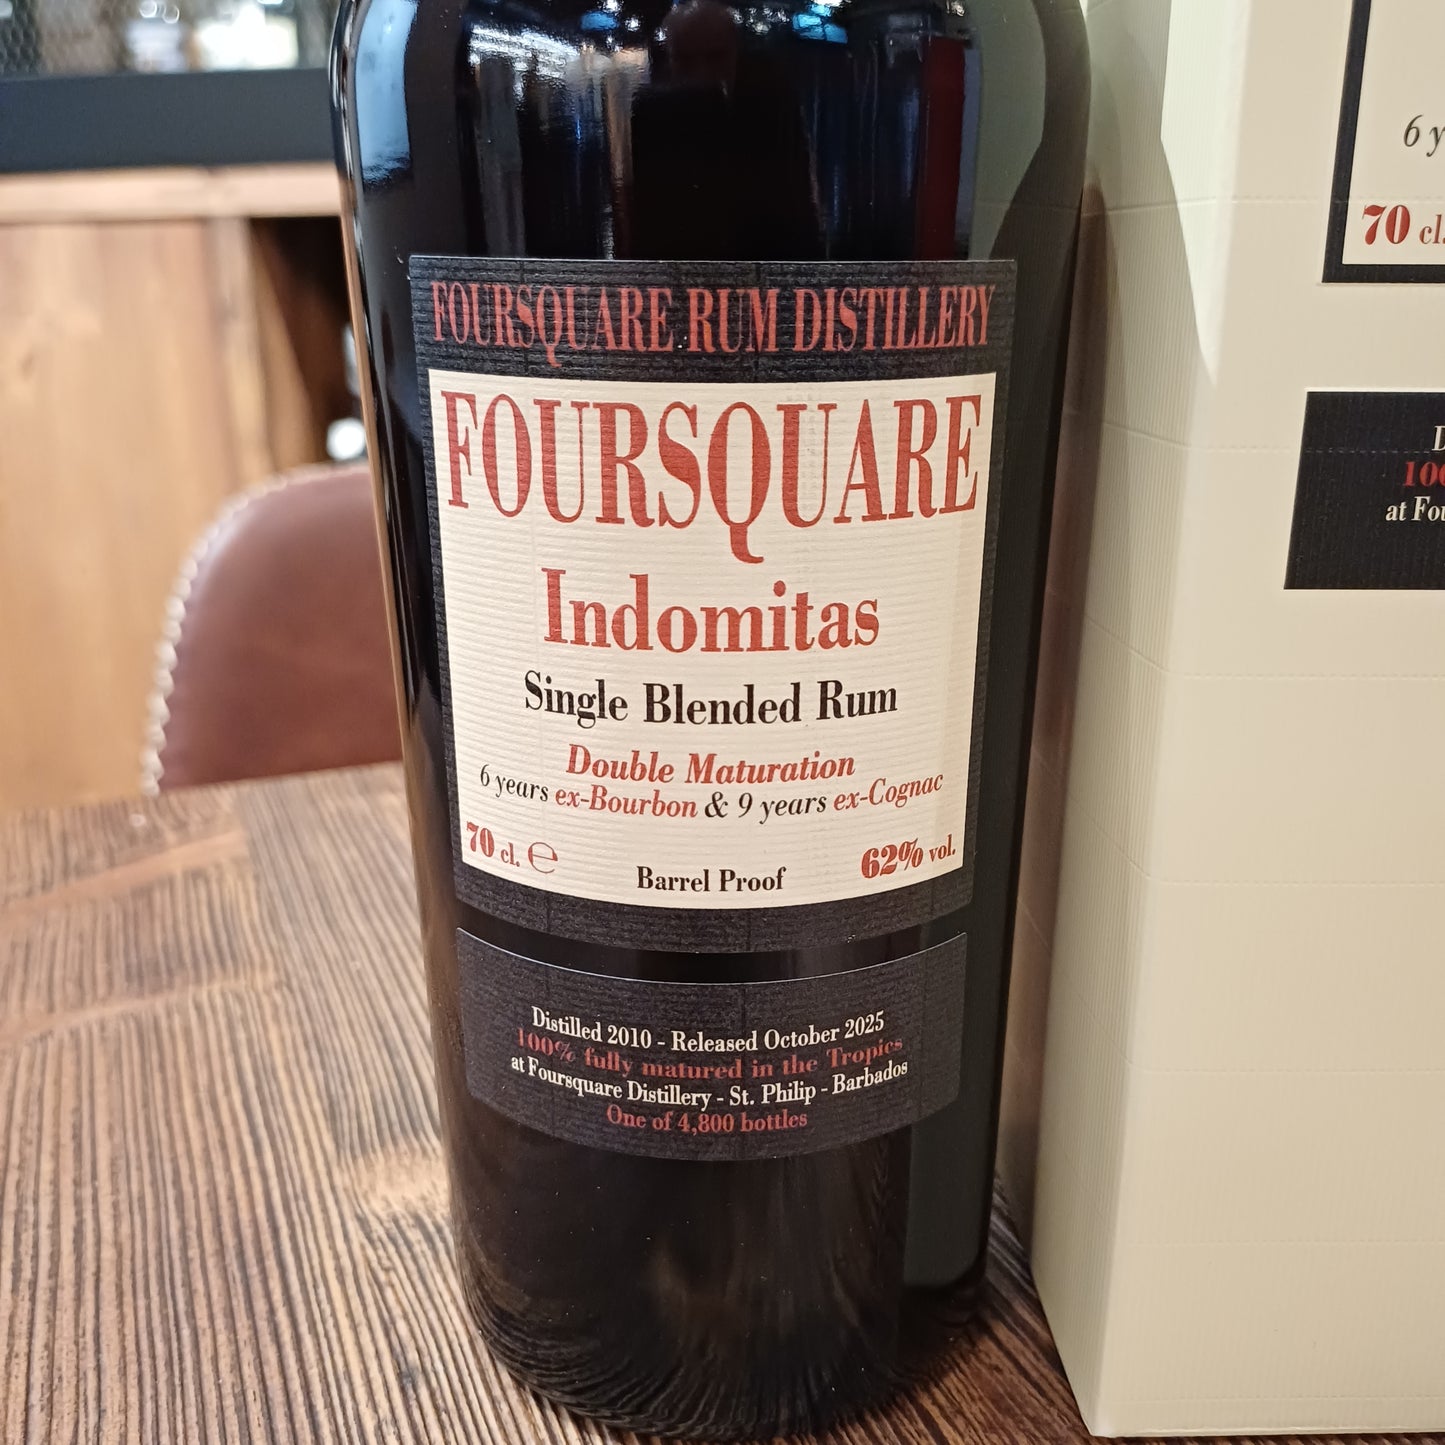 FOURSQUARE RUM DISTILLERY
FOURSQUARE
Indomitas
Single Blended Rum
Double Maturation
6 years ex-Bourbon & 9 years ex-Cognac
70 cl. ℮
Barrel Proof
62% vol.
Distilled 2010 - Released October 2025
100% fully matured in the Tropics
at Foursquare Distillery - St. Philip - Barbados
One of 4,800 bottles
6 y
70 cl.
D
100
at Fou